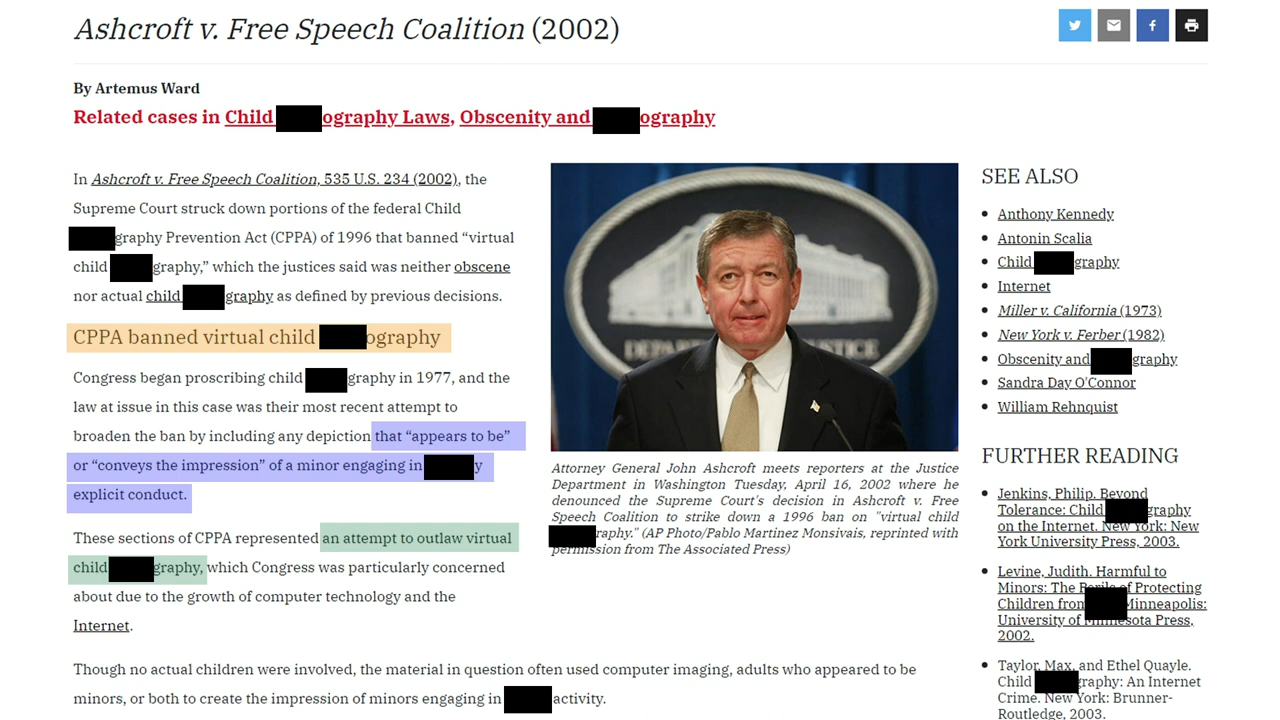 Ashcroft v. Free Speech Coalition (2002)
By Artemus Ward
Related cases in Child ography Laws, Obscenity and ography
In Ashcroft v. Free Speech Coalition, 535 U.S. 234 (2002), the
Supreme Court struck down portions of the federal Child
graphy Prevention Act (CPPA) of 1996 that banned “virtual
child graphy,” which the justices said was neither obscene
nor actual child graphy as defined by previous decisions.
CPPA banned virtual child ography
Congress began proscribing child graphy in 1977, and the
law at issue in this case was their most recent attempt to
broaden the ban by including any depiction that “appears to be”
or “conveys the impression” of a minor engaging in y
explicit conduct.
These sections of CPPA represented an attempt to outlaw virtual
child graphy, which Congress was particularly concerned
about due to the growth of computer technology and the
Internet.
Though no actual children were involved, the material in question often used computer imaging, adults who appeared to be
minors, or both to create the impression of minors engaging in activity.
DEPA JUSTICE
Attorney General John Ashcroft meets reporters at the Justice
Department in Washington Tuesday, April 16, 2002 where he
denounced the Supreme Court's decision in Ashcroft v. Free
Speech Coalition to strike down a 1996 ban on "virtual child
raphy." (AP Photo/Pablo Martinez Monsivais, reprinted with
permission from The Associated Press)
SEE ALSO
Anthony Kennedy
Antonin Scalia
Child graphy
Internet
Miller v. California (1973)
New York v. Ferber (1982)
Obscenity and graphy
Sandra Day O’Connor
William Rehnquist
FURTHER READING
Jenkins, Philip. Beyond
Tolerance: Child graphy
on the Internet. New York: New
York University Press, 2003.
Levine, Judith. Harmful to
Minors: The Perils of Protecting
Children from Minneapolis:
University of Minnesota Press,
2002.
Taylor, Max, and Ethel Quayle.
Child graphy: An Internet
Crime. New York: Brunner-
Routledge, 2003.